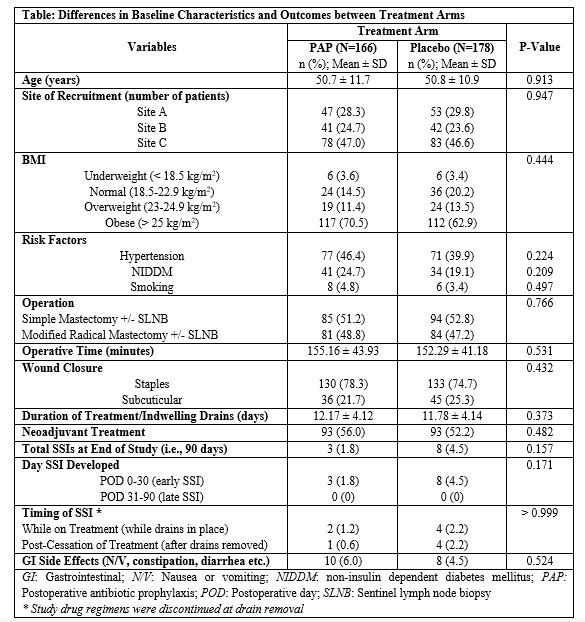 Table: Differences in Baseline Characteristics and Outcomes between Treatment Arms
Variables Treatment Arm P-Value
PAP (N=166) Placebo (N=178)
n (%); Mean ± SD n (%); Mean ± SD
Age (years) 50.7 ± 11.7 50.8 ± 10.9 0.913
Site of Recruitment (number of patients) 0.947
Site A 47 (28.3) 53 (29.8)
Site B 41 (24.7) 42 (23.6)
Site C 78 (47.0) 83 (46.6)
BMI 0.444
Underweight (< 18.5 kg/m²) 6 (3.6) 6 (3.4)
Normal (18.5-22.9 kg/m²) 24 (14.5) 36 (20.2)
Overweight (23-24.9 kg/m²) 19 (11.4) 24 (13.5)
Obese (> 25 kg/m²) 117 (70.5) 112 (62.9)
Risk Factors
Hypertension 77 (46.4) 71 (39.9) 0.224
NIDDM 41 (24.7) 34 (19.1) 0.209
Smoking 8 (4.8) 6 (3.4) 0.497
Operation 0.766
Simple Mastectomy +/- SLNB 85 (51.2) 94 (52.8)
Modified Radical Mastectomy +/- SLNB 81 (48.8) 84 (47.2)
Operative Time (minutes) 155.16 ± 43.93 152.29 ± 41.18 0.531
Wound Closure 0.432
Staples 130 (78.3) 133 (74.7)
Subcuticular 36 (21.7) 45 (25.3)
Duration of Treatment/Indwelling Drains (days) 12.17 ± 4.12 11.78 ± 4.14 0.373
Neoadjuvant Treatment 93 (56.0) 93 (52.2) 0.482
Total SSIs at End of Study (i.e., 90 days) 3 (1.8) 8 (4.5) 0.157
Day SSI Developed 0.171
POD 0-30 (early SSI) 3 (1.8) 8 (4.5)
POD 31-90 (late SSI) 0 (0) 0 (0)
Timing of SSI * > 0.999
While on Treatment (while drains in place) 2 (1.2) 4 (2.2)
Post-Cessation of Treatment (after drains removed) 1 (0.6) 4 (2.2)
GI Side Effects (N/V, constipation, diarrhea etc.) 10 (6.0) 8 (4.5) 0.524
GI: Gastrointestinal; N/V: Nausea or vomiting; NIDDM: non-insulin dependent diabetes mellitus; PAP:
Postoperative antibiotic prophylaxis; POD: Postoperative day; SLNB: Sentinel lymph node biopsy
* Study drug regimens were discontinued at drain removal